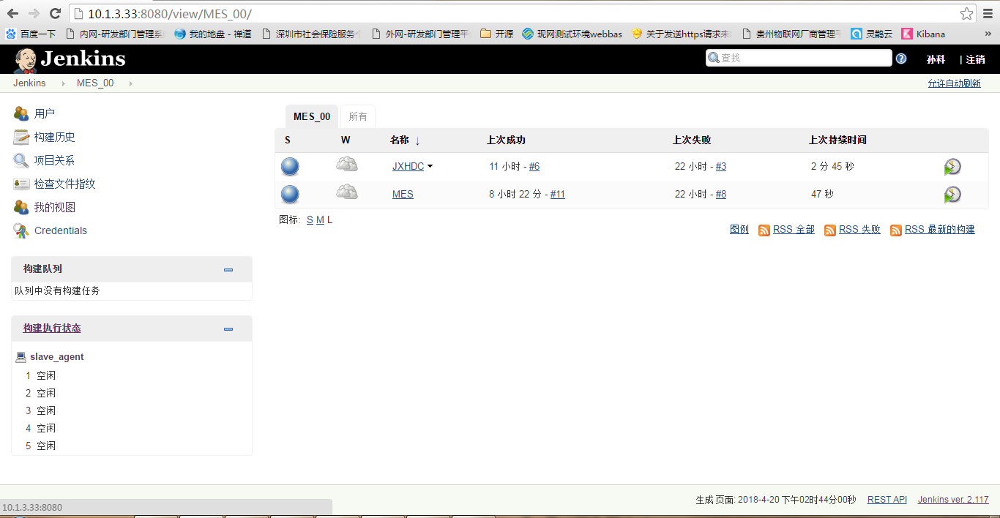 10.1.3.33:8080/view/MES_00/
百度一下 内网-研发部门管理系 我的地盘 - 禅道 深圳市社会保险服务 外网-研发部门管理平 开源 现网测试环境webbas 关于发送https请求未 贵州物联网厂商管理平 灵鹊云 Kibana »
Jenkins 查找 孙科 | 注销
Jenkins MES_00 允许自动刷新
用户
构建历史
项目关系
检查文件指纹
我的视图
Credentials
构建队列
队列中没有构建任务
构建执行状态
slave_agent
1 空闲
2 空闲
3 空闲
4 空闲
5 空闲
MES_00 所有
S W 名称 ↓ 上次成功 上次失败 上次持续时间
JXHDC 11 小时 - #6 22 小时 - #3 2 分 45 秒
MES 8 小时 22 分 - #11 22 小时 - #8 47 秒
图标: S M L
图例 RSS 全部 RSS 失败 RSS 最新的构建
生成 页面: 2018-4-20 下午02时44分00秒 REST API Jenkins ver. 2.117
10.1.3.33:8080